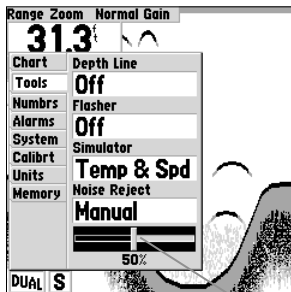 Range Zoom Normal Gain
31.3f
Chart
Tools
Numbrs
Alarms
System
Calibrt
Units
Memory
Depth Line
Off
Flasher
Off
Simulator
Temp & Spd
Noise Reject
Manual
50%
DUAL S